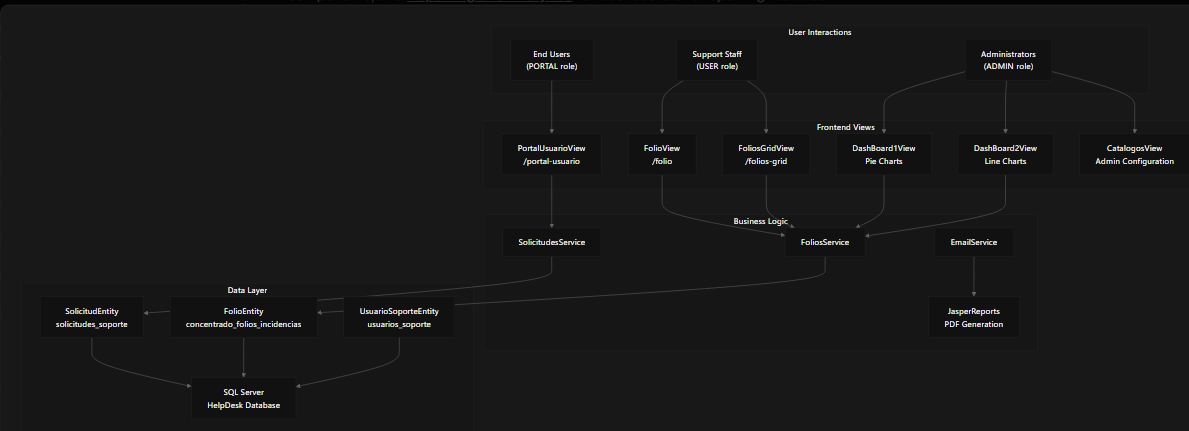 User Interactions
End Users
(PORTAL role)
Support Staff
(USER role)
Administrators
(ADMIN role)
Frontend Views
PortalUsuarioView
/portal-usuario
FolioView
/folio
FoliosGridView
/folios-grid
DashBoard1View
Pie Charts
DashBoard2View
Line Charts
CatalogosView
Admin Configuration
Business Logic
SolicitudesService
FoliosService
EmailService
JasperReports
PDF Generation
Data Layer
SolicitudEntity
solicitudes_soporte
FolioEntity
concentrado_folios_incidencias
UsuarioSoporteEntity
usuarios_soporte
SQL Server
HelpDesk Database